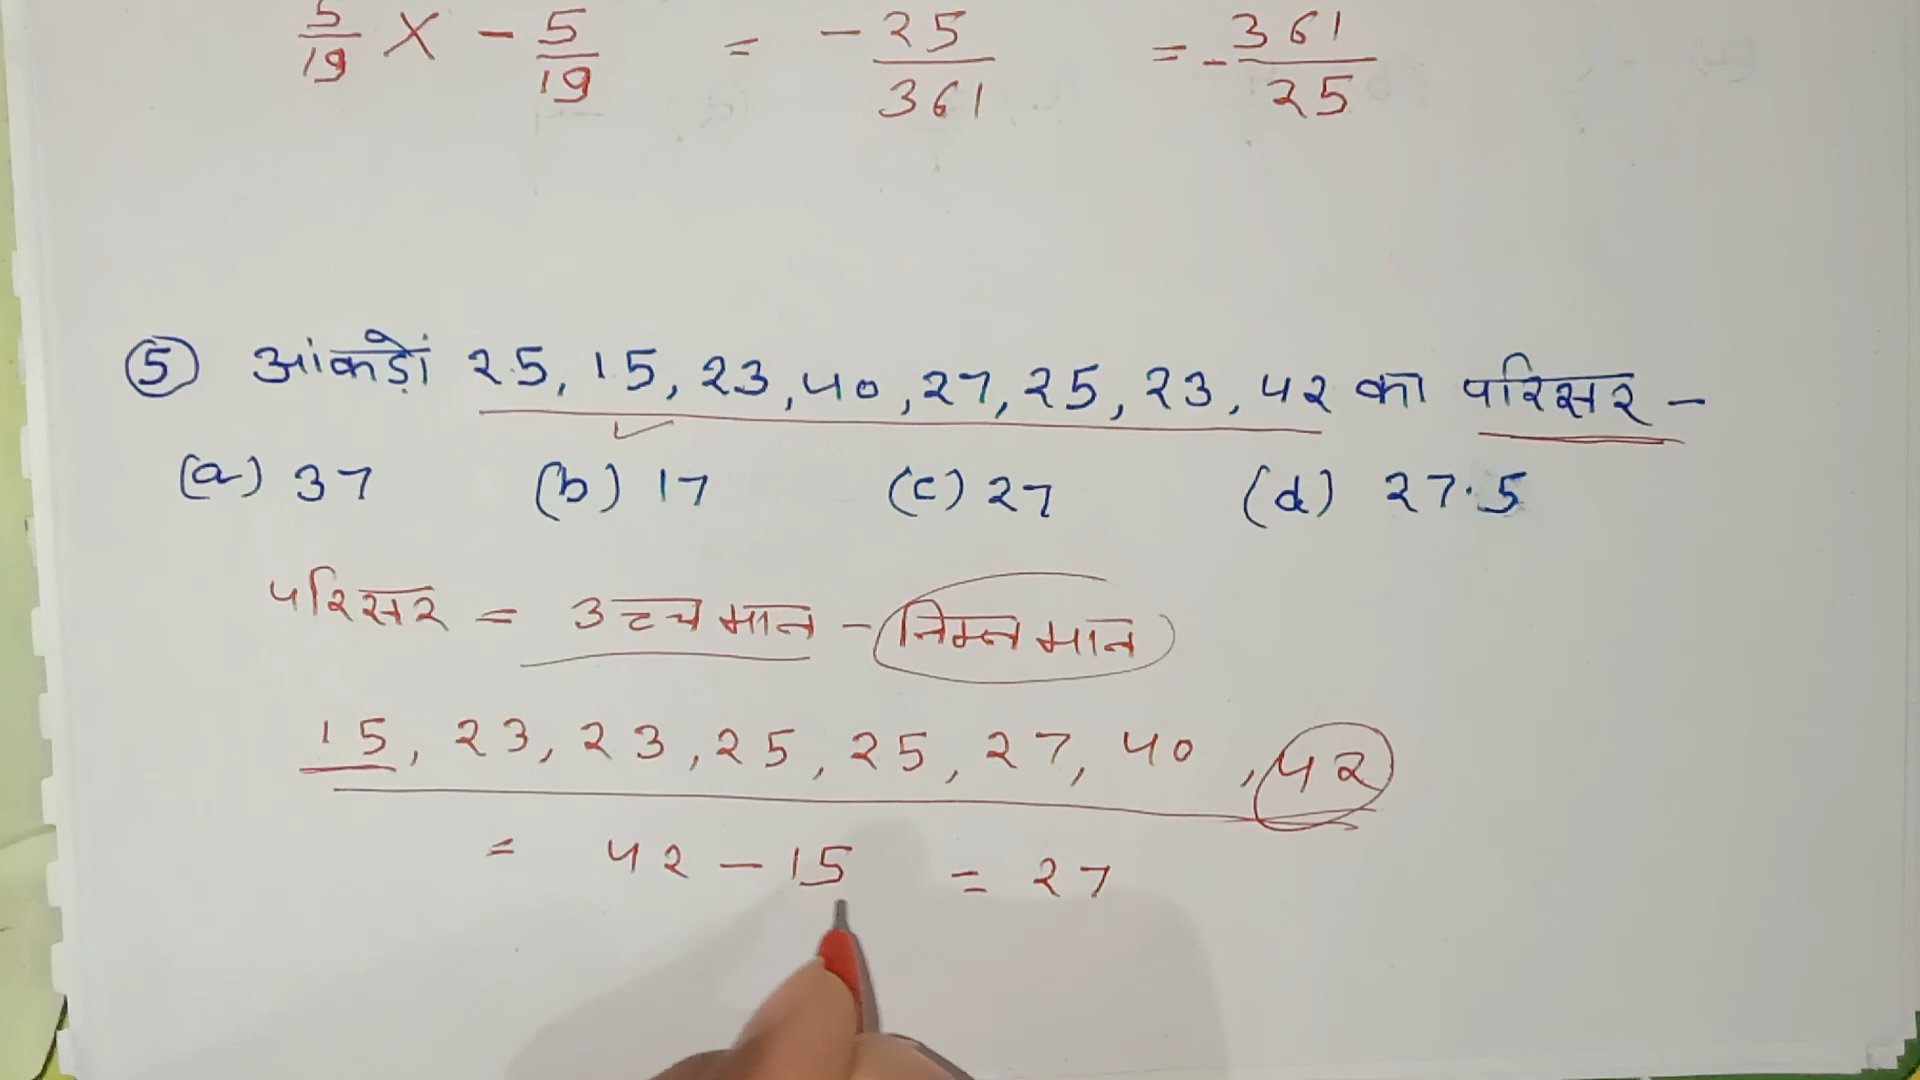 5/19 X - 5/19 = - 25/361 = - 361/25
(5) आंकड़ों 25, 15, 23, 40, 27, 25, 23, 42 का परिसर -
(a) 37 (b) 17 (c) 27 (d) 27.5
परिसर = उच्च मान - निम्न मान
15, 23, 23, 25, 25, 27, 40, 42
= 42 - 15 = 27